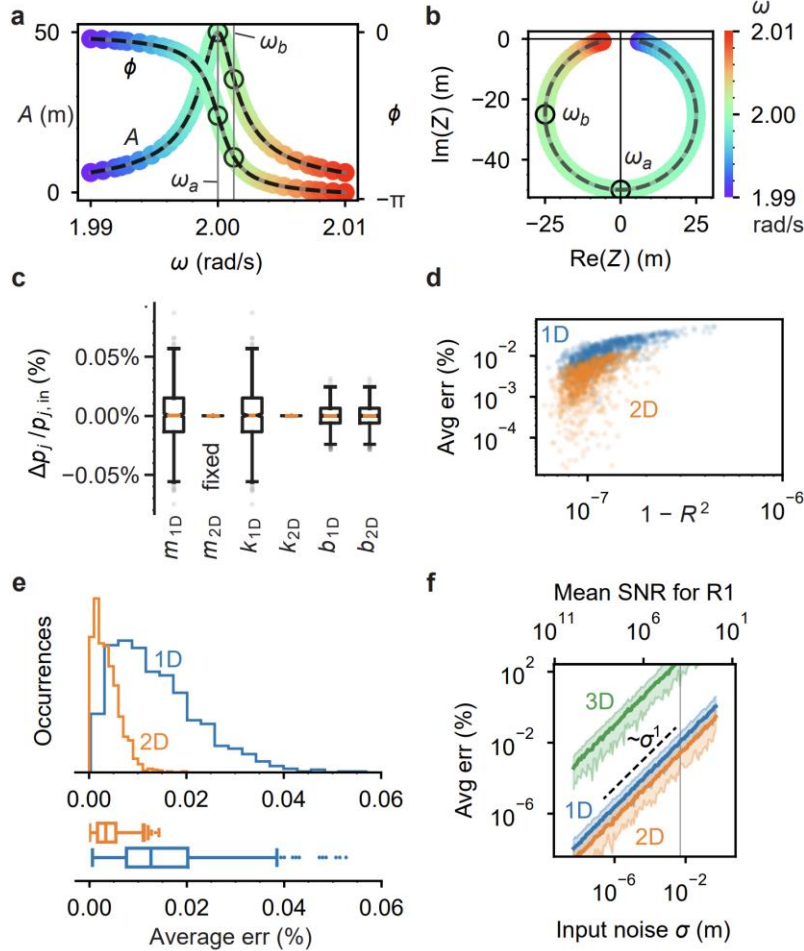 a
50
0
A (m)
ϕ
A
ω_a
ω_b
0
ϕ
−π
1.99
2.00
2.01
ω (rad/s)
b
0
−20
−40
Im(Z) (m)
ω_b
ω_a
−25
0
25
Re(Z) (m)
ω
2.01
2.00
1.99
rad/s
c
0.05%
0.00%
−0.05%
Δp_j /p_{j, in} (%)
fixed
m_1D
m_2D
k_1D
k_2D
b_1D
b_2D
d
1D
2D
10^−2
10^−3
10^−4
Avg err (%)
10^−7
10^−6
1 − R^2
e
Occurrences
1D
2D
0.00
0.02
0.04
0.06
0.00
0.02
0.04
0.06
Average err (%)
f
Mean SNR for R1
10^11
10^6
10^1
10^2
10^−2
10^−6
Avg err (%)
3D
~σ^1
1D
2D
10^−6
10^−2
Input noise σ (m)